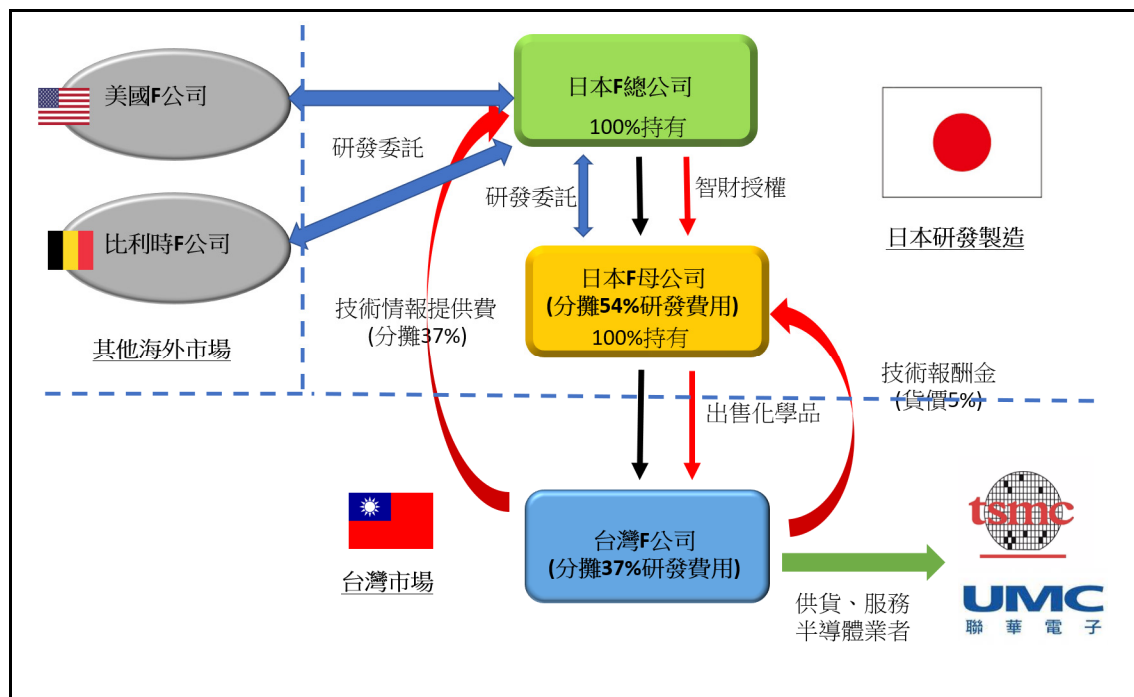 美國F公司
日本F總公司
100%持有
研發委託
研發委託
智財授權
比利時F公司
日本研發製造
日本F母公司
(分攤54%研發費用)
100%持有
技術情報提供費
(分攤37%)
其他海外市場
技術報酬金
(貨價5%)
出售化學品
台灣市場
台灣F公司
(分攤37%研發費用)
供貨、服務
半導體業者
tsmc
UMC
聯華電子